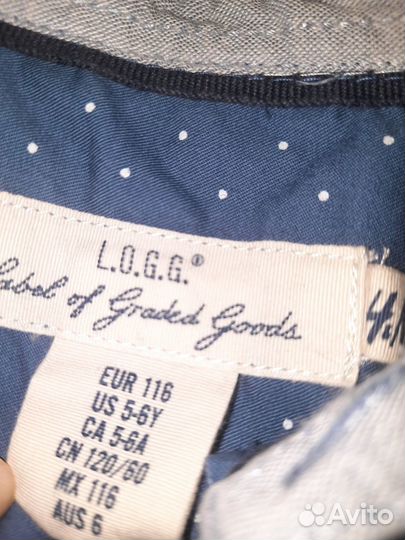 L.O.G.G.®
Label of Graded Goods
EUR 116
US 5-6Y
CA 5-6A
CN 120/60
MX 116
AUS 6
Avito